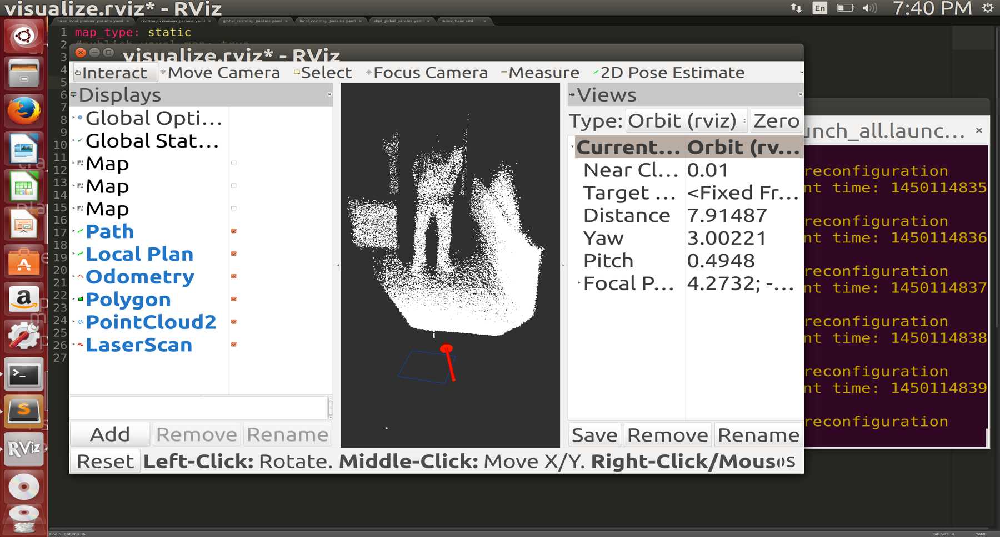 visualize.rviz* - RViz
En
7:40 PM
base_local_planner_params.yaml × costmap_common_params.yaml × global_costmap_params.yaml × local_costmap_params.yaml × sbpl_global_params.yaml × move_base.xml ×
1 map_type: static
2 #publish_voxel_map: true
3
4
5
6
7
8
9
10
11
12
13
14
15
16
17
18
19
20
21
22
23
24
25
26
27
visualize.rviz* - RViz
Interact Move Camera Select Focus Camera Measure 2D Pose Estimate »
Displays
Global Opti...
Global Stat...
Map
Map
Map
Path
Local Plan
Odometry
Polygon
PointCloud2
LaserScan
Add Remove Rename
Views
Type: Orbit (rviz) Zero
Current... Orbit (rv...
Near Cl... 0.01
Target ... <Fixed Fr...
Distance 7.91487
Yaw 3.00221
Pitch 0.4948
Focal P... 4.2732; -...
Save Remove Rename
Reset Left-Click: Rotate. Middle-Click: Move X/Y. Right-Click/Mous
unch_all.launc... ×
reconfiguration
nt time: 1450114835
reconfiguration
nt time: 1450114836
reconfiguration
nt time: 1450114837
reconfiguration
nt time: 1450114838
reconfiguration
nt time: 1450114839
reconfiguration
RViz
Line 5, Column 36
Tab Size: 4 YAML